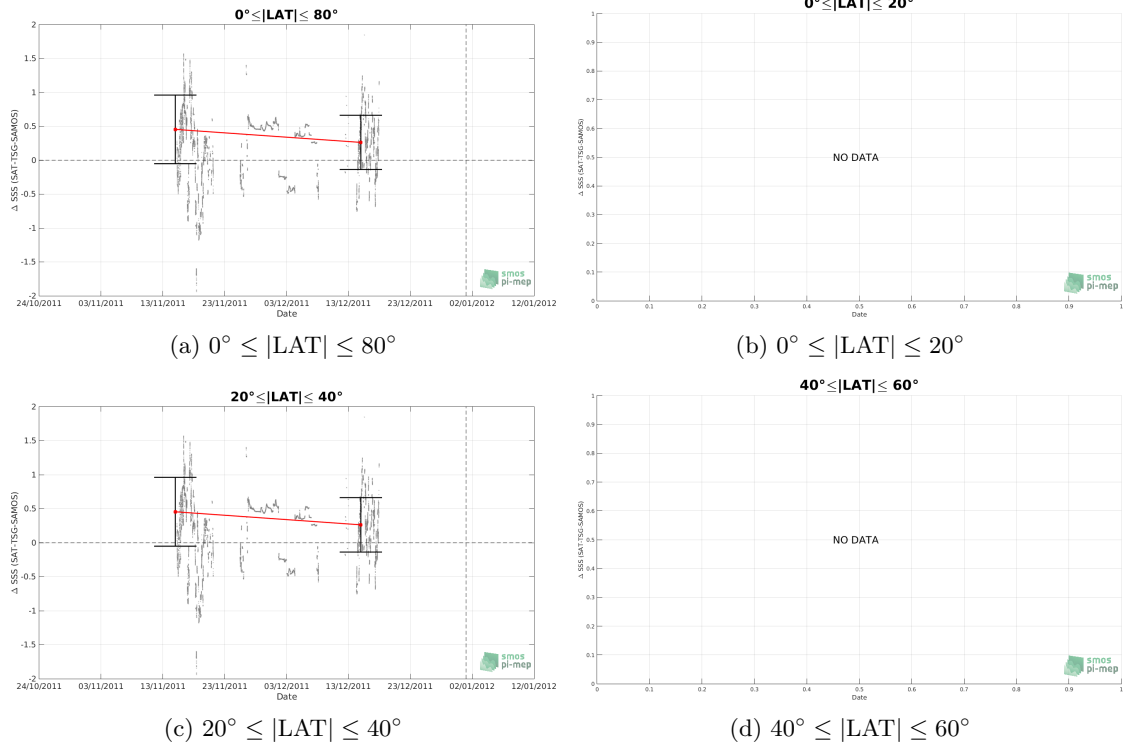 0°≤|LAT|≤ 80°
2
1.5
1
0.5
0
-0.5
-1
-1.5
-2
Δ SSS (SAT-TSG-SAMOS)
24/10/2011 03/11/2011 13/11/2011 23/11/2011 03/12/2011 13/12/2011 23/12/2011 02/01/2012 12/01/2012
Date
smos
pi-mep
(a) 0° ≤ |LAT| ≤ 80°
0°≤|LAT|≤ 20°
1
0.9
0.8
0.7
0.6
0.5
0.4
0.3
0.2
0.1
0
Δ SSS (SAT-TSG-SAMOS)
NO DATA
0 0.1 0.2 0.3 0.4 0.5 0.6 0.7 0.8 0.9 1
Date
smos
pi-mep
(b) 0° ≤ |LAT| ≤ 20°
20°≤|LAT|≤ 40°
2
1.5
1
0.5
0
-0.5
-1
-1.5
-2
Δ SSS (SAT-TSG-SAMOS)
24/10/2011 03/11/2011 13/11/2011 23/11/2011 03/12/2011 13/12/2011 23/12/2011 02/01/2012 12/01/2012
Date
smos
pi-mep
(c) 20° ≤ |LAT| ≤ 40°
40°≤|LAT|≤ 60°
1
0.9
0.8
0.7
0.6
0.5
0.4
0.3
0.2
0.1
0
Δ SSS (SAT-TSG-SAMOS)
NO DATA
0 0.1 0.2 0.3 0.4 0.5 0.6 0.7 0.8 0.9 1
Date
smos
pi-mep
(d) 40° ≤ |LAT| ≤ 60°